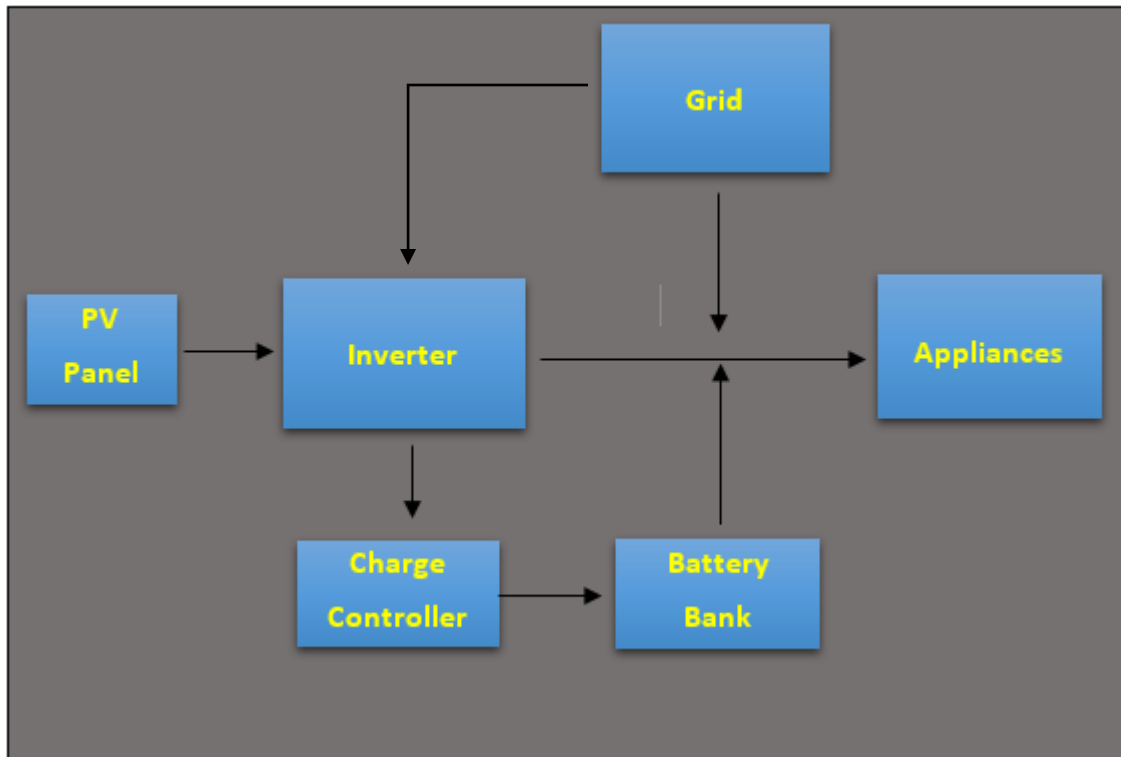 Grid
PV
Panel
Inverter
Appliances
Charge
Controller
Battery
Bank